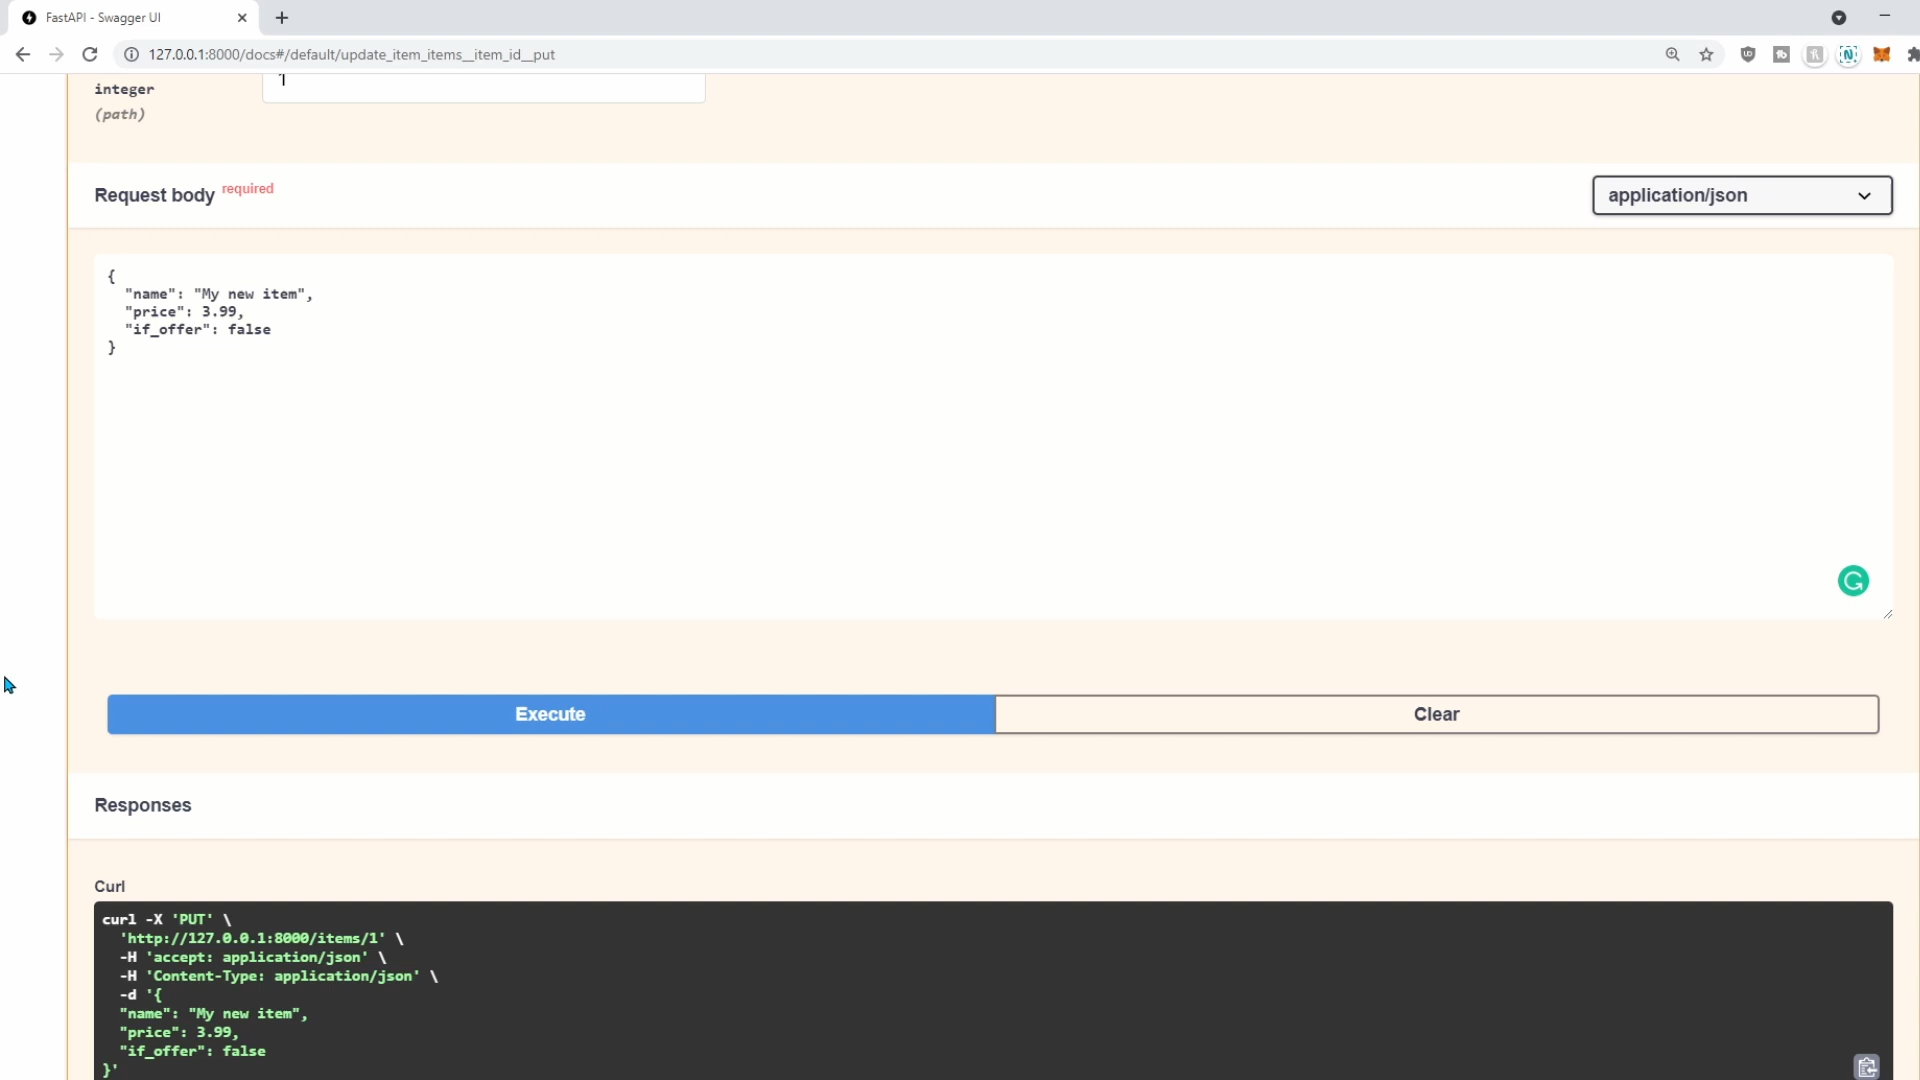 FastAPI - Swagger UI
127.0.0.1:8000/docs#/default/update_item_items__item_id__put
integer
1
(path)
Request body required
application/json
{
"name": "My new item",
"price": 3.99,
"if_offer": false
}
Execute
Clear
Responses
Curl
curl -X 'PUT' \
'http://127.0.0.1:8000/items/1' \
-H 'accept: application/json' \
-H 'Content-Type: application/json' \
-d '{
"name": "My new item",
"price": 3.99,
"if_offer": false
}'